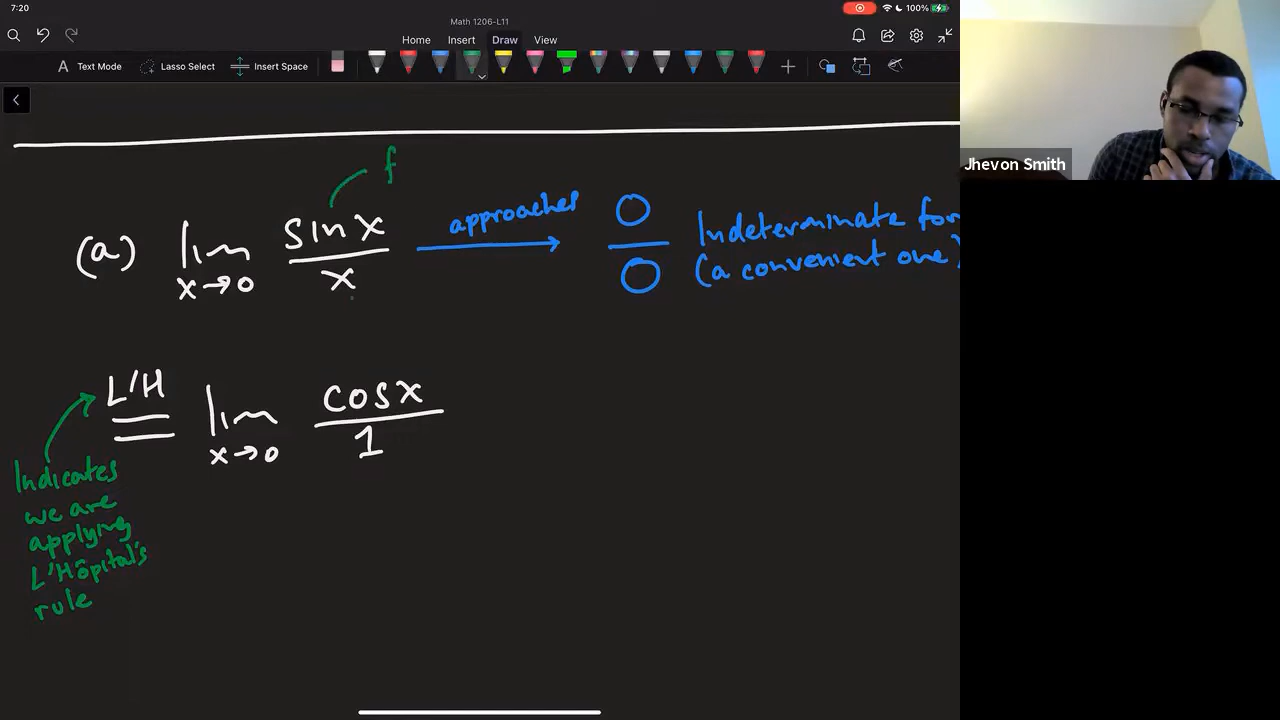 7:20
100%
Math 1206-L11
Home Insert Draw View
Text Mode Lasso Select Insert Space
Jhevon Smith
f
(a) lim x→0 sin x / x approaches 0 / 0 Indeterminate for
(a convenient one)
L'H = lim x→0 cos x / 1
Indicates
we are
applying
L'Hôpital's
rule